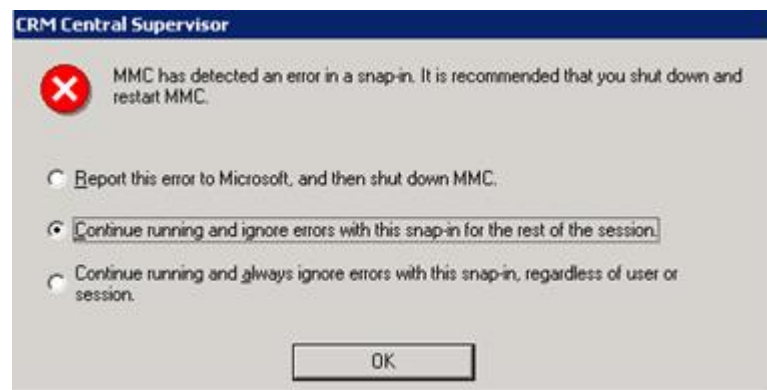 CRM Central Supervisor
MMC has detected an error in a snap-in. It is recommended that you shut down and
restart MMC.
Report this error to Microsoft, and then shut down MMC.
Continue running and ignore errors with this snap-in for the rest of the session.
Continue running and always ignore errors with this snap-in, regardless of user or
session.
OK